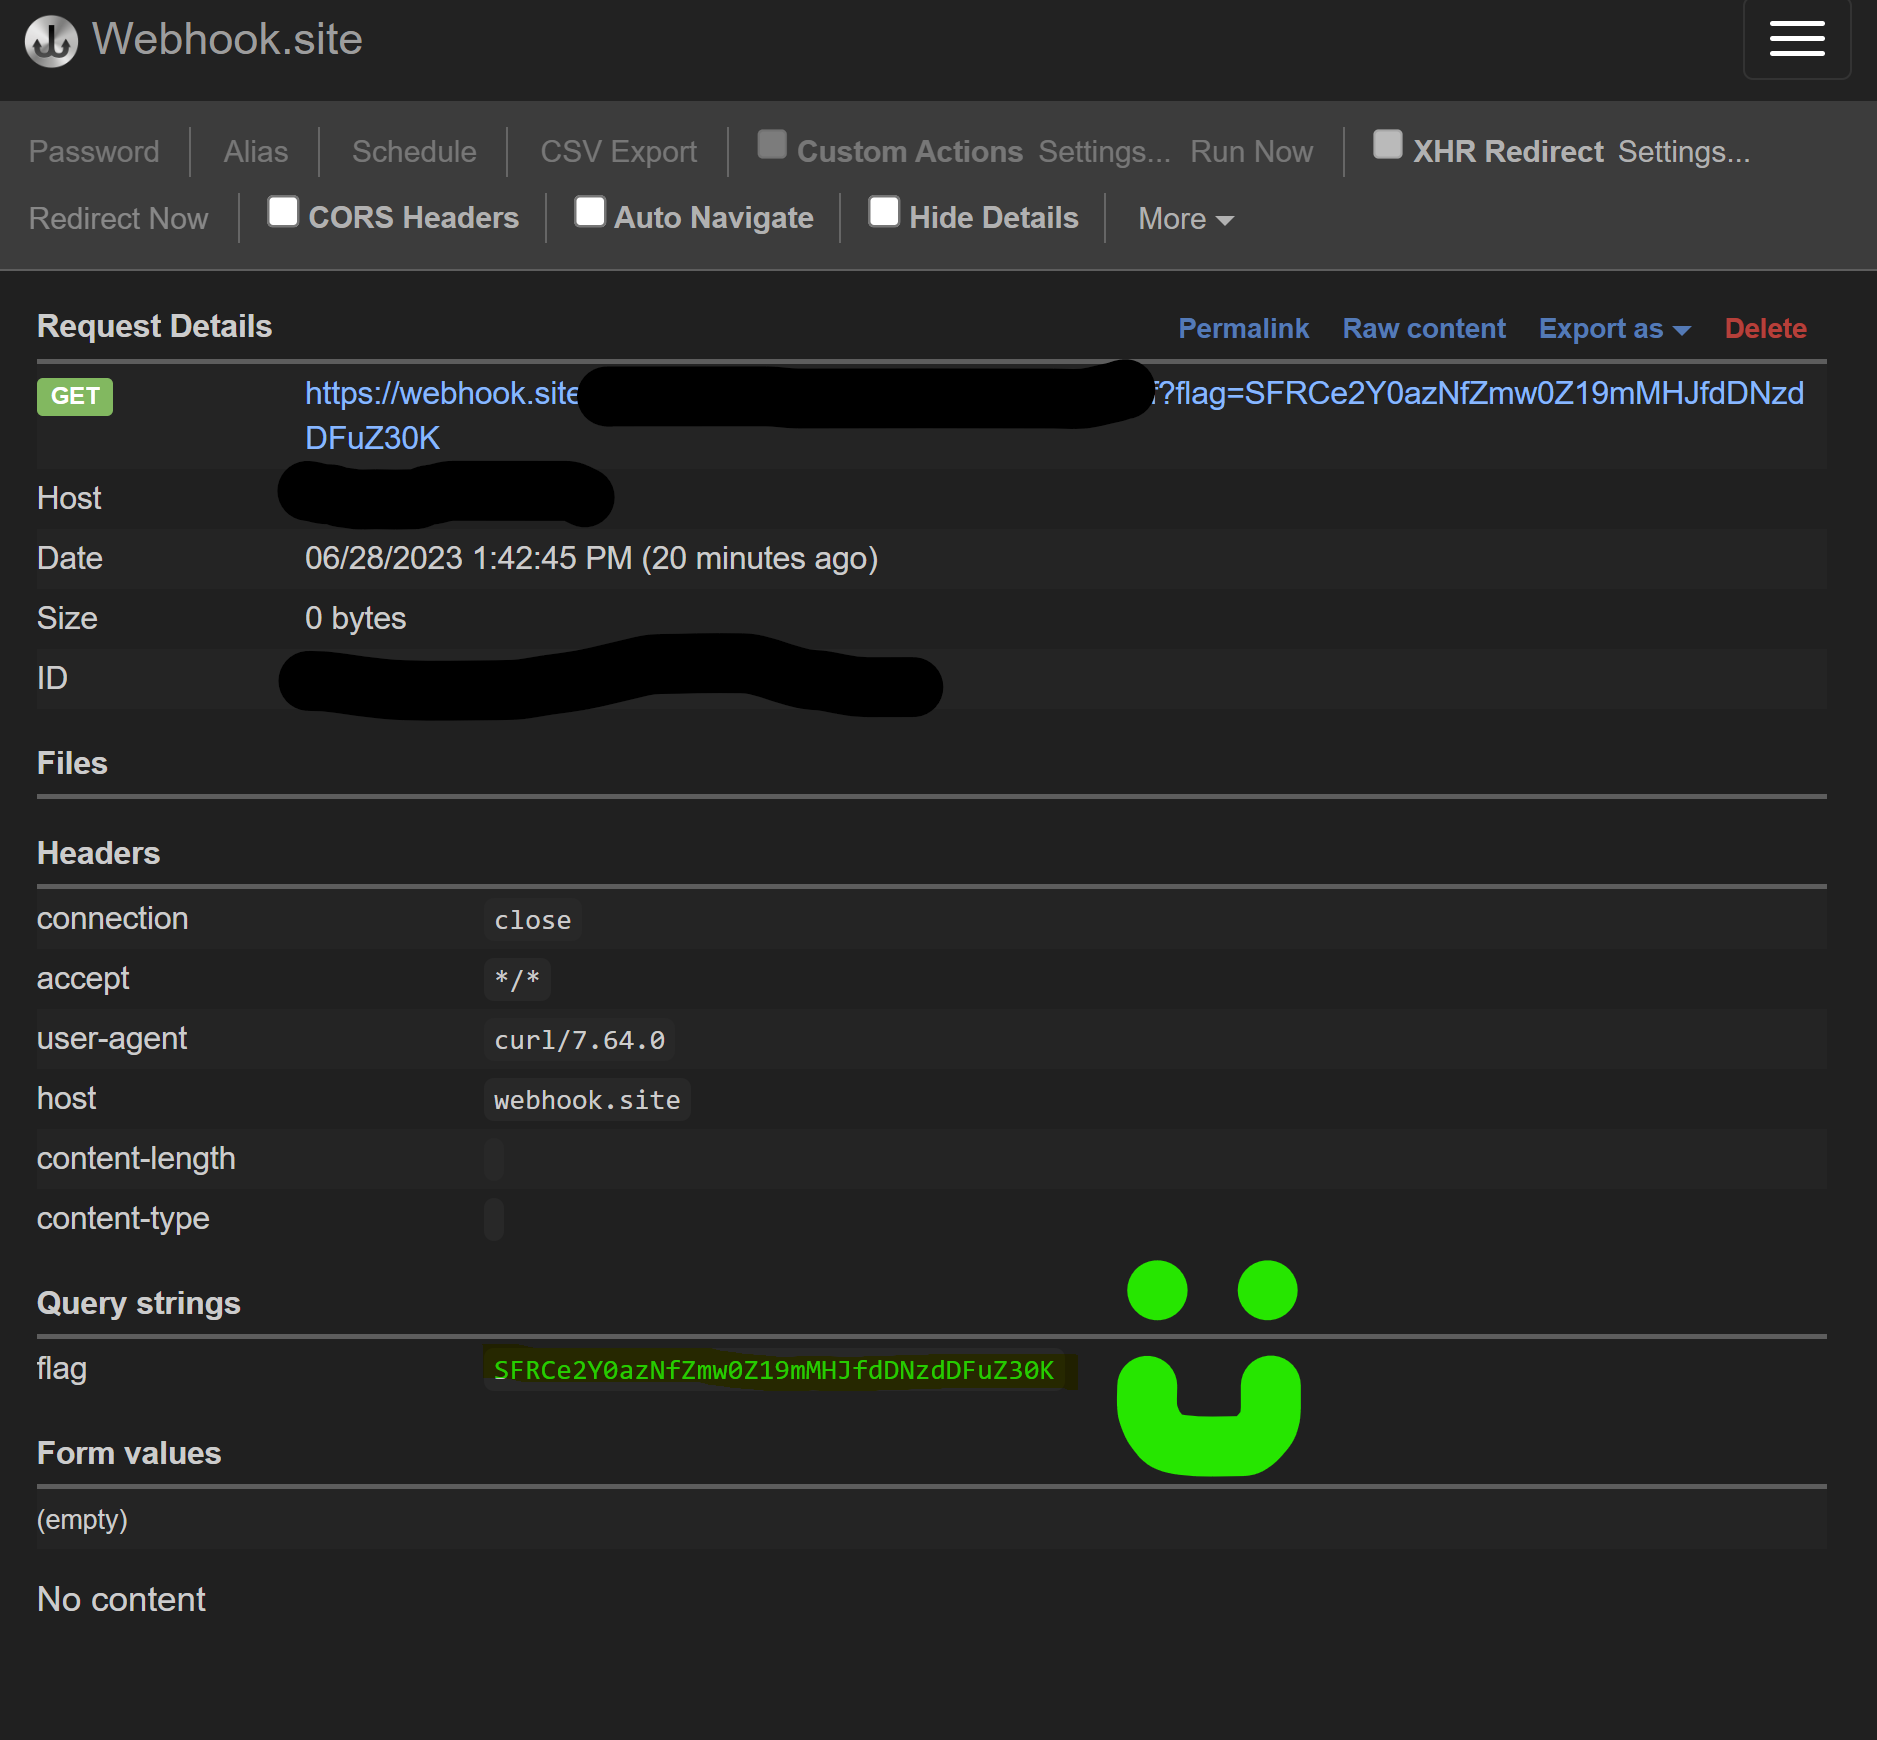 Webhook.site
Password Alias Schedule CSV Export Custom Actions Settings... Run Now XHR Redirect Settings...
Redirect Now CORS Headers Auto Navigate Hide Details More
Request Details Permalink Raw content Export as Delete
GET https://webhook.site ?flag=SFRCe2Y0azNfZmw0Z19mMHJfdDNzd
DFuZ30K
Host
Date 06/28/2023 1:42:45 PM (20 minutes ago)
Size 0 bytes
ID
Files
Headers
connection close
accept */*
user-agent curl/7.64.0
host webhook.site
content-length
content-type
Query strings
flag SFRCe2Y0azNfZmw0Z19mMHJfdDNzdDFuZ30K
Form values
(empty)
No content